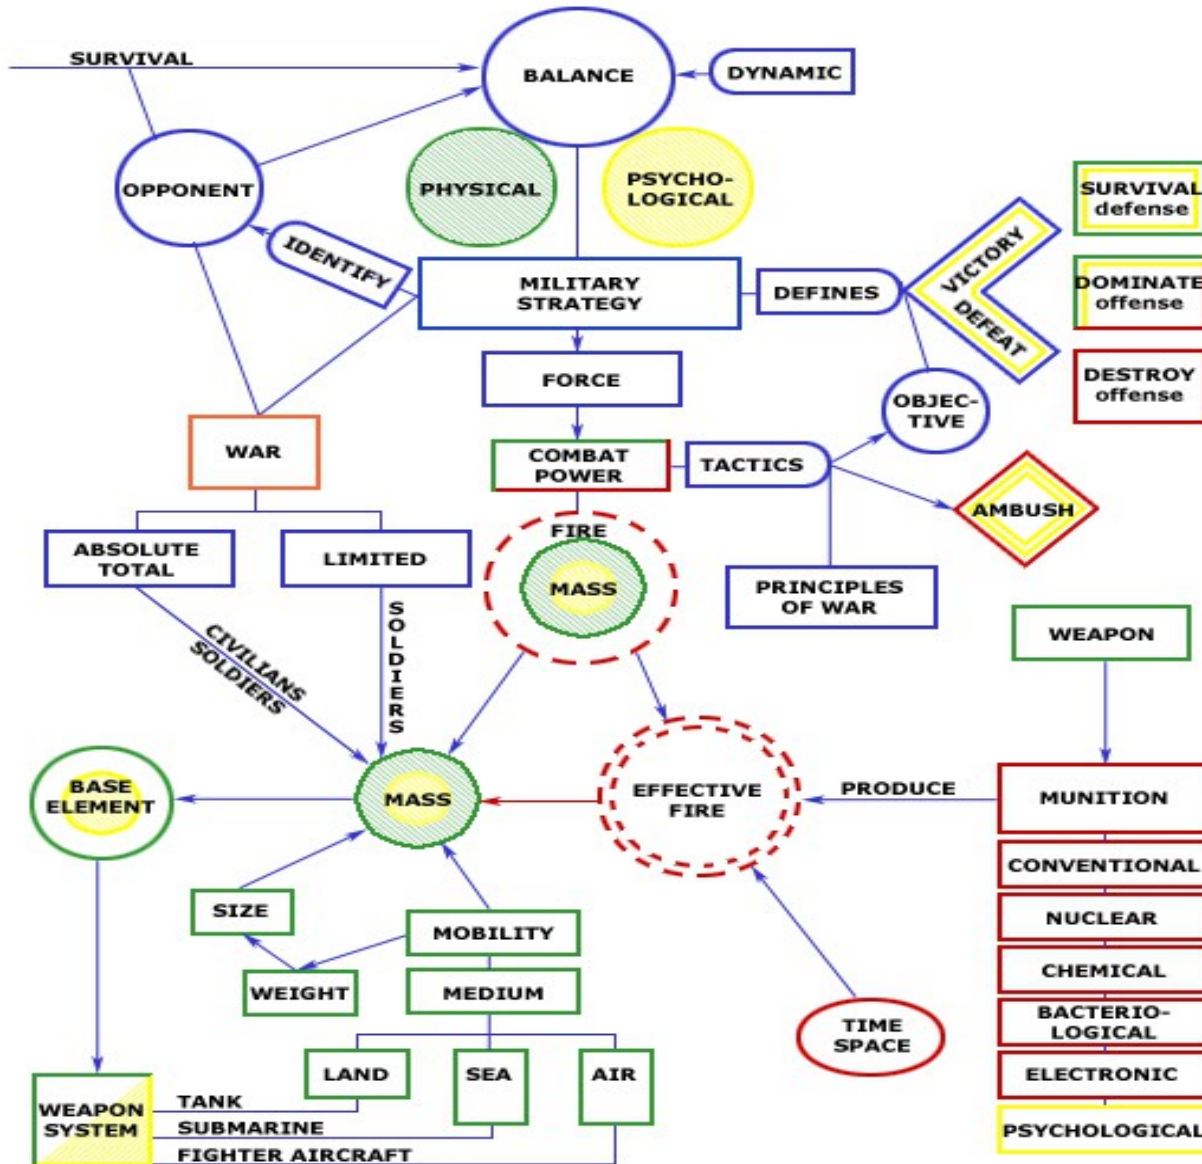 SURVIVAL
BALANCE
DYNAMIC
OPPONENT
PHYSICAL
PSYCHO-
LOGICAL
SURVIVAL
defense
IDENTIFY
MILITARY
STRATEGY
DEFINES
VICTORY
DEFEAT
DOMINATE
offense
FORCE
DESTROY
offense
OBJEC-
TIVE
WAR
COMBAT
POWER
TACTICS
AMBUSH
ABSOLUTE
TOTAL
LIMITED
FIRE
MASS
PRINCIPLES
OF WAR
CIVILIANS
SOLDIERS
SOLDIERS
WEAPON
BASE
ELEMENT
MASS
EFFECTIVE
FIRE
PRODUCE
MUNITION
CONVENTIONAL
SIZE
MOBILITY
NUCLEAR
WEIGHT
MEDIUM
CHEMICAL
TIME
SPACE
BACTERIO-
LOGICAL
LAND
SEA
AIR
ELECTRONIC
WEAPON
SYSTEM
TANK
SUBMARINE
FIGHTER AIRCRAFT
PSYCHOLOGICAL